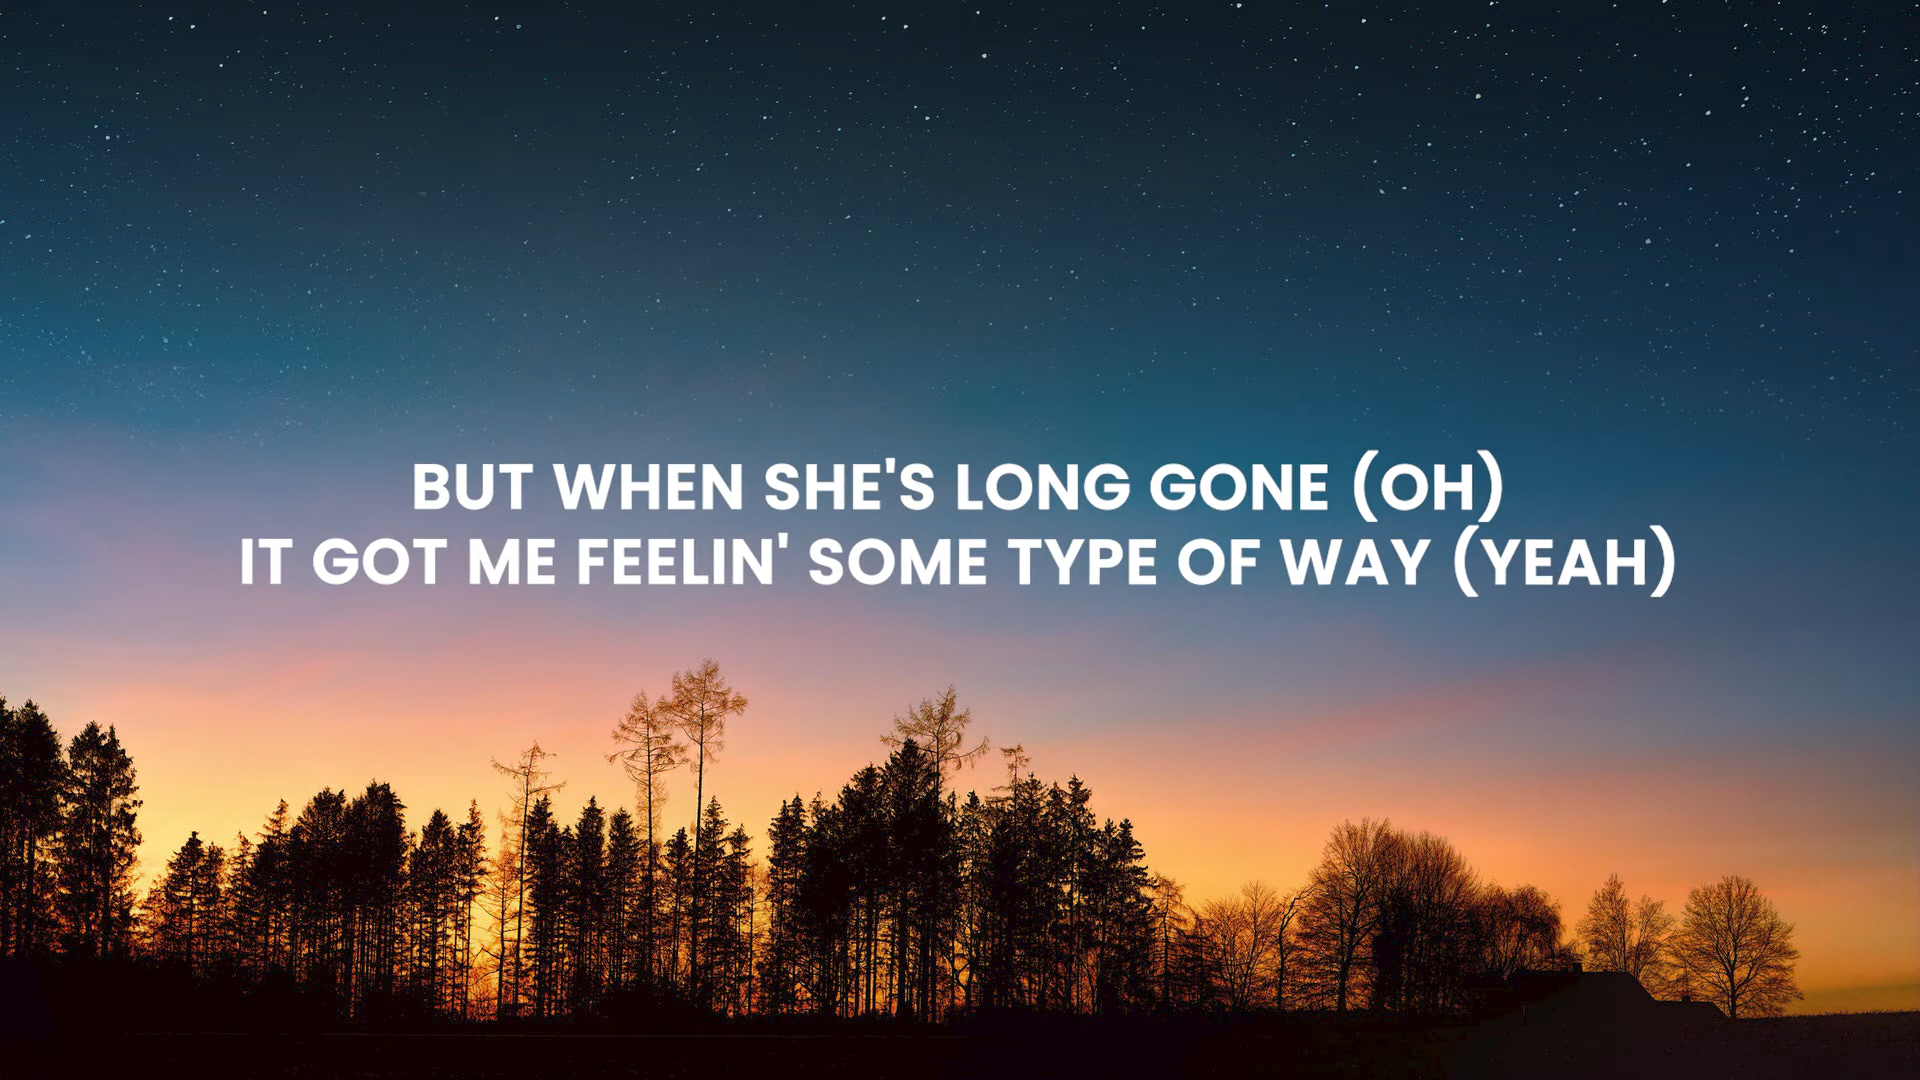 BUT WHEN SHE'S LONG GONE (OH)
IT GOT ME FEELIN' SOME TYPE OF WAY (YEAH)